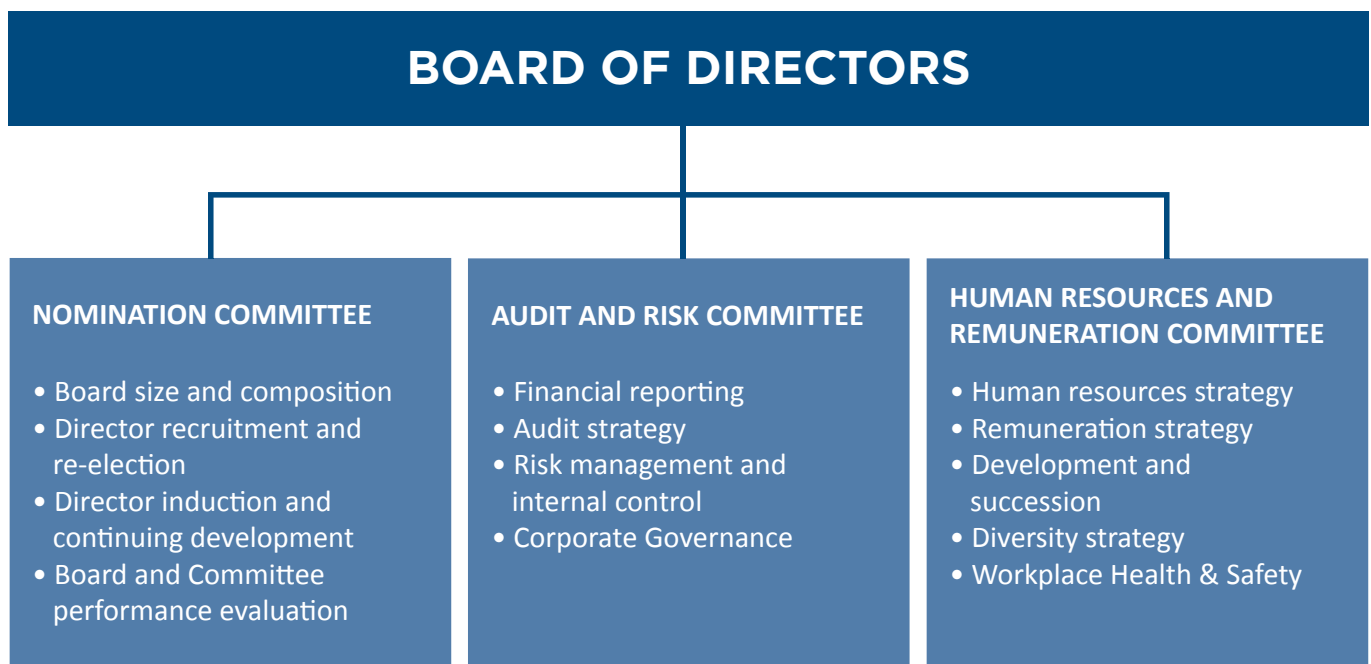 BOARD OF DIRECTORS
NOMINATION COMMITTEE
• Board size and composition
• Director recruitment and
re-election
• Director induction and
continuing development
• Board and Committee
performance evaluation
AUDIT AND RISK COMMITTEE
• Financial reporting
• Audit strategy
• Risk management and
internal control
• Corporate Governance
HUMAN RESOURCES AND
REMUNERATION COMMITTEE
• Human resources strategy
• Remuneration strategy
• Development and
succession
• Diversity strategy
• Workplace Health & Safety